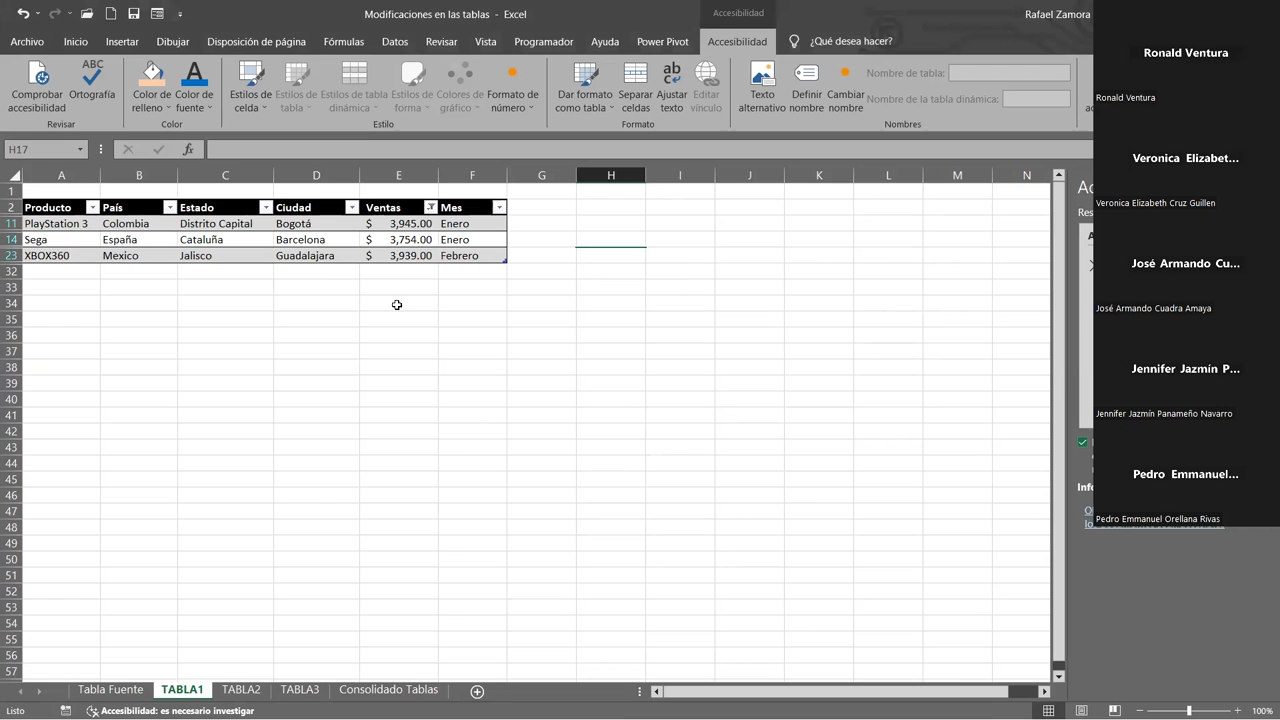 Modificaciones en las tablas - Excel
Accesibilidad
Rafael Zamora
Archivo Inicio Insertar Dibujar Disposición de página Fórmulas Datos Revisar Vista Programador Ayuda Power Pivot Accesibilidad ¿Qué desea hacer?
Comprobar accesibilidad
ABC
Ortografía
Revisar
Color de relleno
Color de fuente
Color
Estilos de celda
Estilos de tabla
Estilos de tabla dinámica
Estilos de forma
Colores de gráfico
Formato de número
Estilo
Dar formato como tabla
Separar celdas
ab
Ajustar texto
Editar vínculo
Formato
Texto alternativo
Definir nombre
Cambiar nombre
Nombre de tabla:
Nombre de la tabla dinámica:
Nombres
H17
fx
A B C D E F G H I J K L M N
1
2 Producto País Estado Ciudad Ventas Mes
11 PlayStation 3 Colombia Distrito Capital Bogotá $ 3,945.00 Enero
14 Sega España Cataluña Barcelona $ 3,754.00 Enero
23 XBOX360 Mexico Jalisco Guadalajara $ 3,939.00 Febrero
32
33
34
35
36
37
38
39
40
41
42
43
44
45
46
47
48
49
50
51
52
53
54
55
56
57
Ronald Ventura
Ronald Ventura
Veronica Elizabet...
Veronica Elizabeth Cruz Guillen
José Armando Cu...
José Armando Cuadra Amaya
Jennifer Jazmín P...
Jennifer Jazmín Panameño Navarro
Pedro Emmanuel...
Pedro Emmanuel Orellana Rivas
Tabla Fuente TABLA1 TABLA2 TABLA3 Consolidado Tablas
Listo
Accesibilidad: es necesario investigar
100%